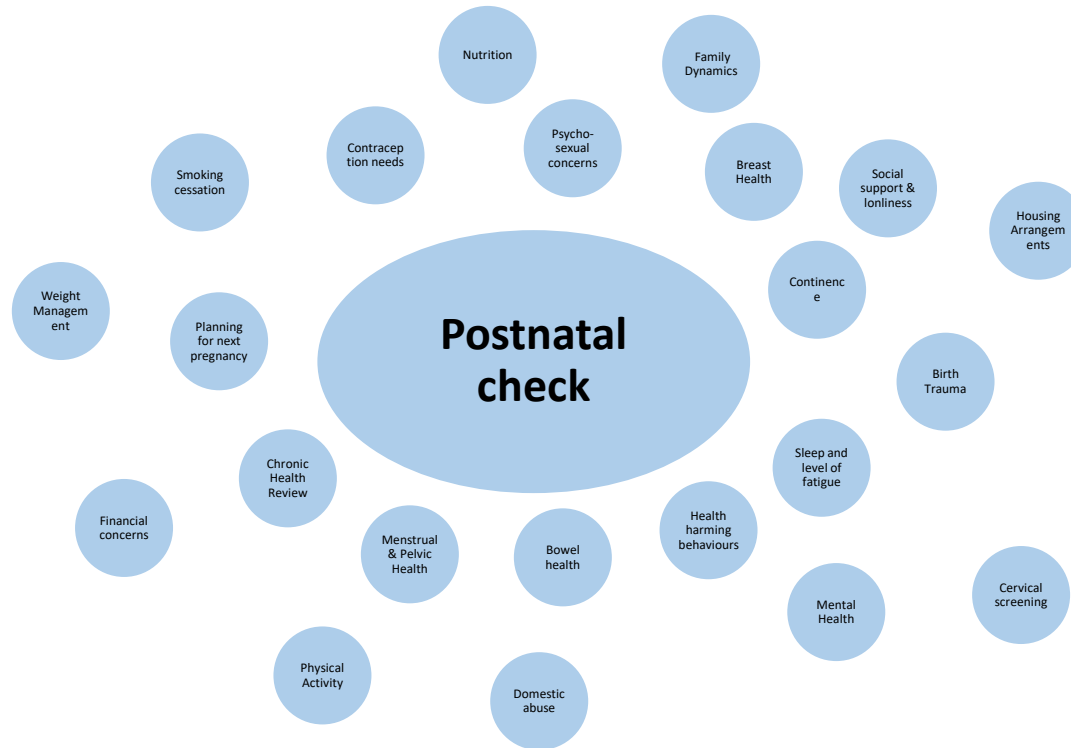 Nutrition
Family
Dynamics
Contracep
tion needs
Psycho-
sexual
concerns
Breast
Health
Smoking
cessation
Social
support &
lonliness
Housing
Arrangem
ents
Weight
Managem
ent
Planning
for next
pregnancy
Continenc
e
Postnatal
check
Birth
Trauma
Sleep and
level of
fatigue
Chronic
Health
Review
Financial
concerns
Menstrual
& Pelvic
Health
Bowel
health
Health
harming
behaviours
Mental
Health
Cervical
screening
Physical
Activity
Domestic
abuse